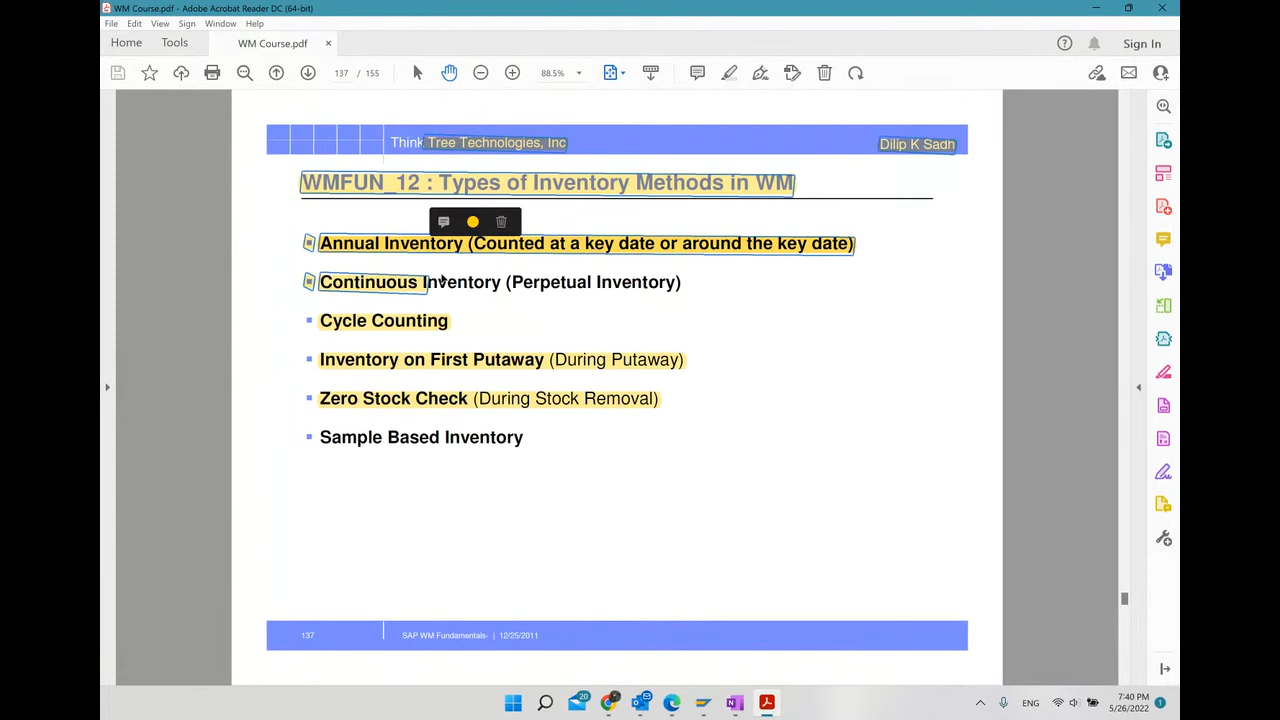 WM Course.pdf - Adobe Acrobat Reader DC (64-bit)
File Edit View Sign Window Help
Home Tools WM Course.pdf × Sign In
137 / 155 88.5%
Think Tree Technologies, Inc Dilip K Sadh
WMFUN_12 : Types of Inventory Methods in WM
Annual Inventory (Counted at a key date or around the key date)
Continuous Inventory (Perpetual Inventory)
Cycle Counting
Inventory on First Putaway (During Putaway)
Zero Stock Check (During Stock Removal)
Sample Based Inventory
137 SAP WM Fundamentals- | 12/25/2011
20
ENG
7:40 PM
5/26/2022
1